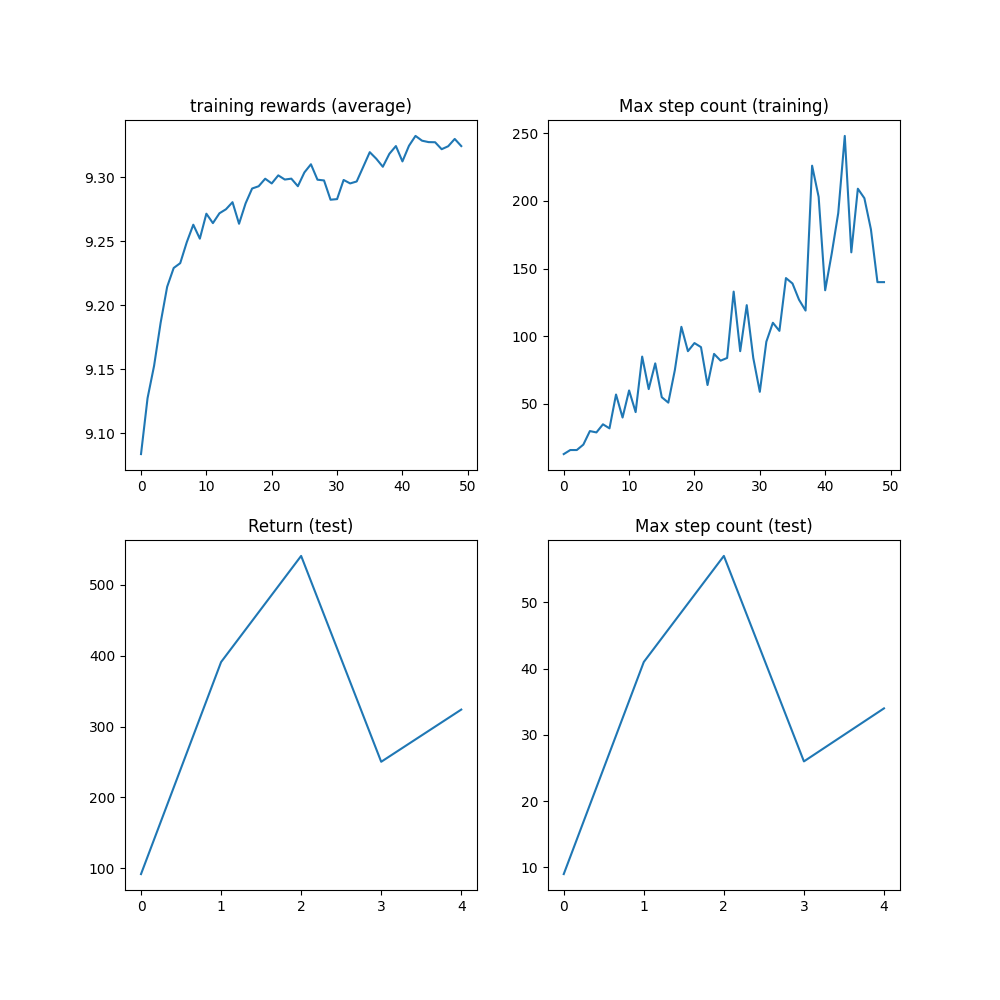 training rewards (average)
9.30
9.25
9.20
9.15
9.10
0 10 20 30 40 50
Max step count (training)
250
200
150
100
50
0 10 20 30 40 50
Return (test)
500
400
300
200
100
0 1 2 3 4
Max step count (test)
50
40
30
20
10
0 1 2 3 4